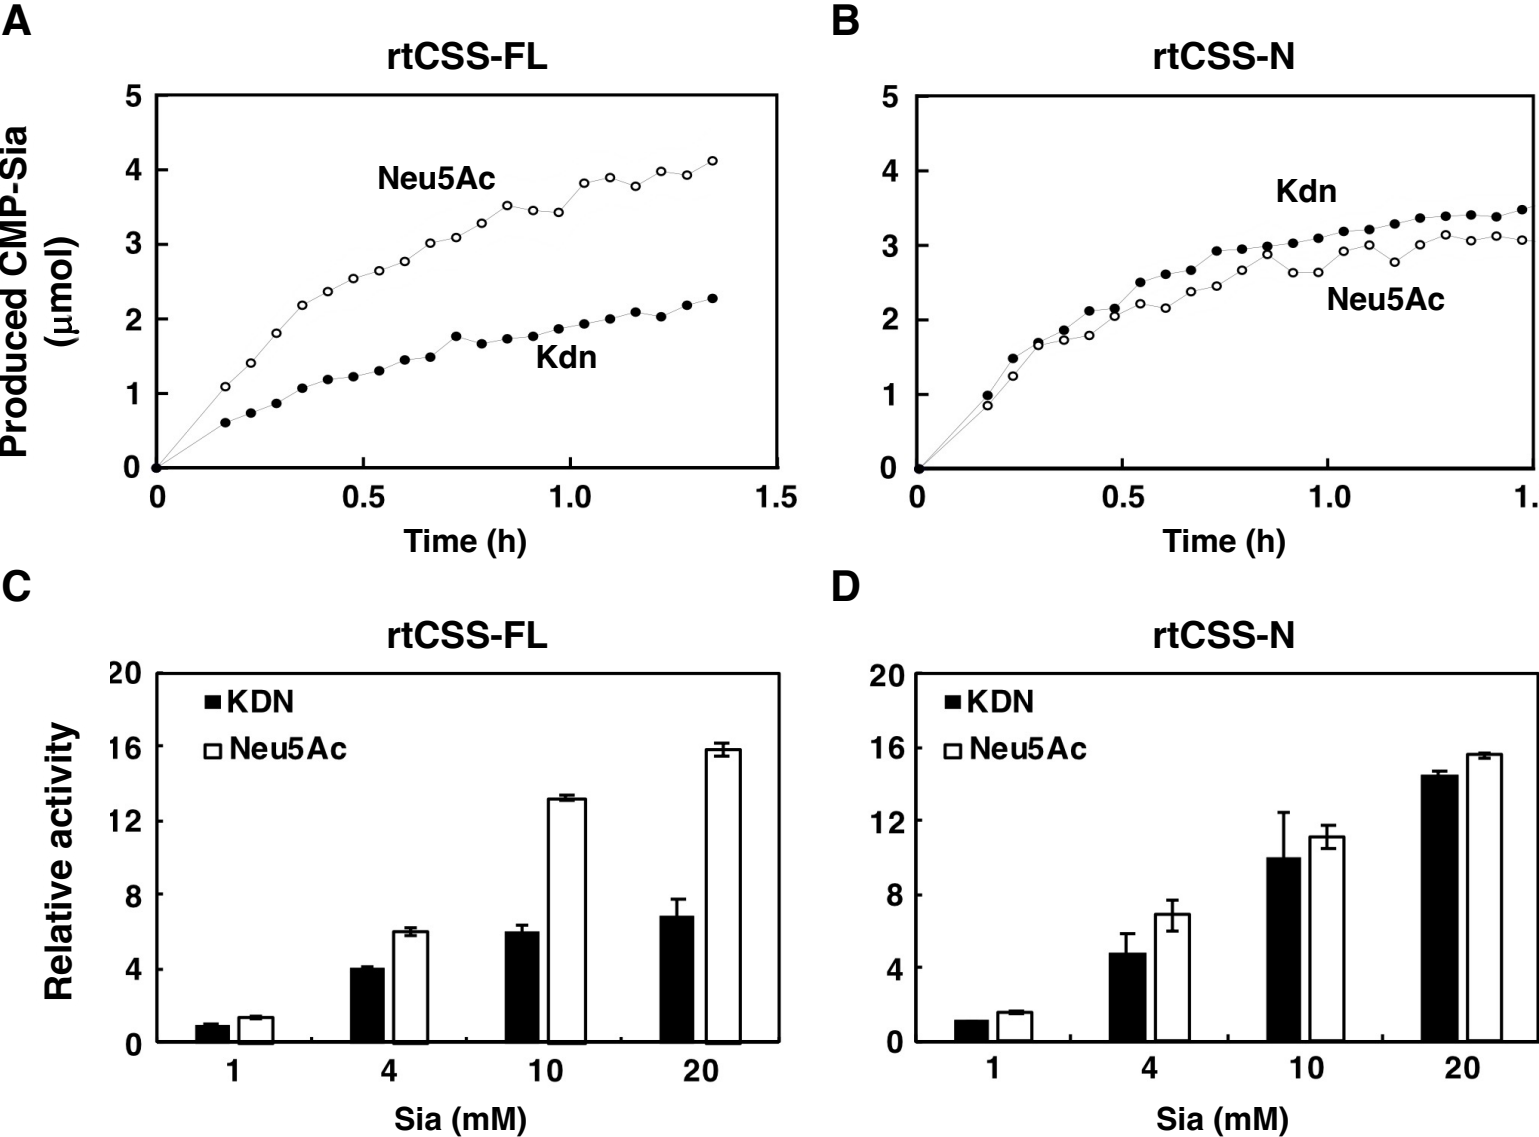 A
B
rtCSS-FL
rtCSS-N
Produced CMP-Sia
(µmol)
5
4
3
2
1
0
Neu5Ac
Kdn
0 0.5 1.0 1.5
Time (h)
5
4
3
2
1
0
Kdn
Neu5Ac
0 0.5 1.0 1.
Time (h)
C
D
rtCSS-FL
rtCSS-N
Relative activity
20
16
12
8
4
0
KDN
Neu5Ac
1 4 10 20
Sia (mM)
20
16
12
8
4
0
KDN
Neu5Ac
1 4 10 20
Sia (mM)